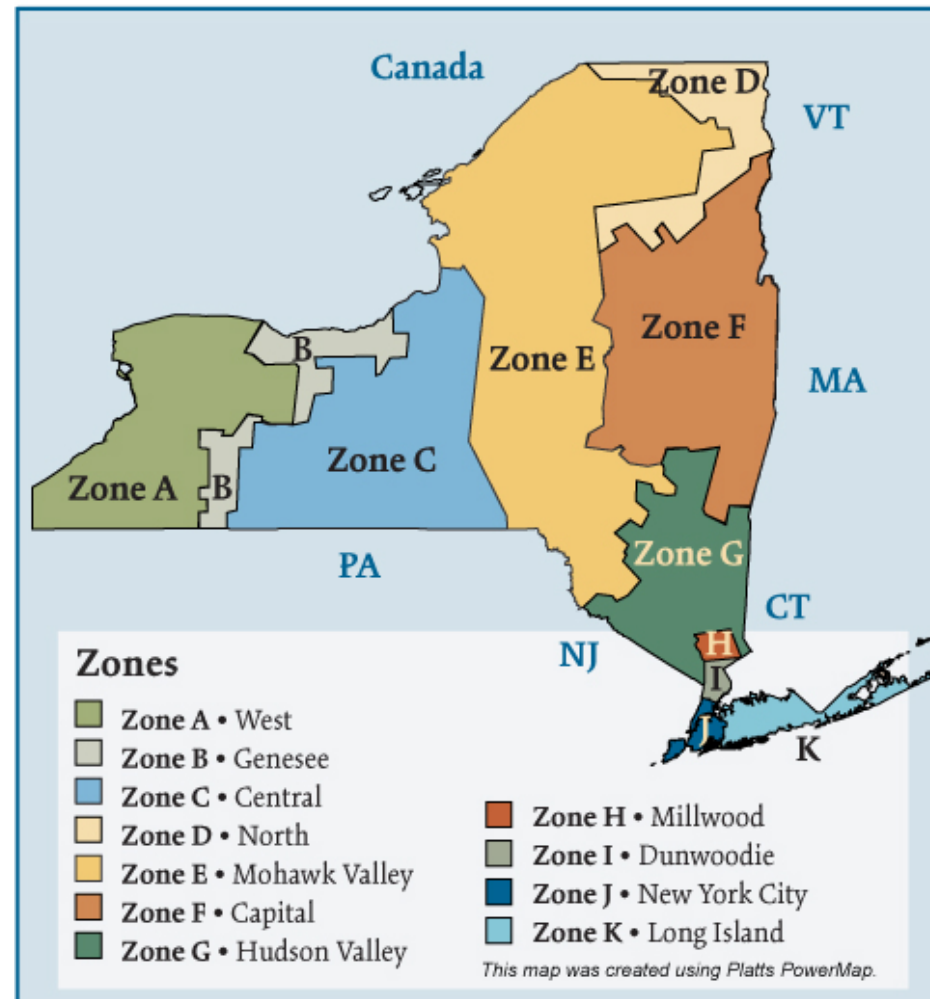 Canada
Zone D
VT
B
Zone F
Zone E
MA
Zone C
Zone A
B
Zone G
PA
CT
NJ
H
I
J
K
Zones
Zone A • West
Zone B • Genesee
Zone C • Central
Zone D • North
Zone E • Mohawk Valley
Zone F • Capital
Zone G • Hudson Valley
Zone H • Millwood
Zone I • Dunwoodie
Zone J • New York City
Zone K • Long Island
This map was created using Platts PowerMap.